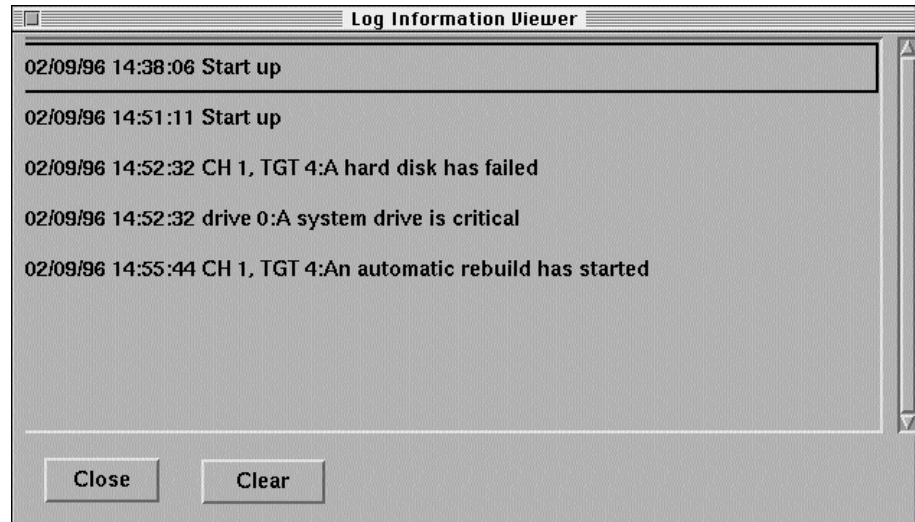 Log Information Viewer
02/09/96 14:38:06 Start up
02/09/96 14:51:11 Start up
02/09/96 14:52:32 CH 1, TGT 4:A hard disk has failed
02/09/96 14:52:32 drive 0:A system drive is critical
02/09/96 14:55:44 CH 1, TGT 4:An automatic rebuild has started
Close Clear